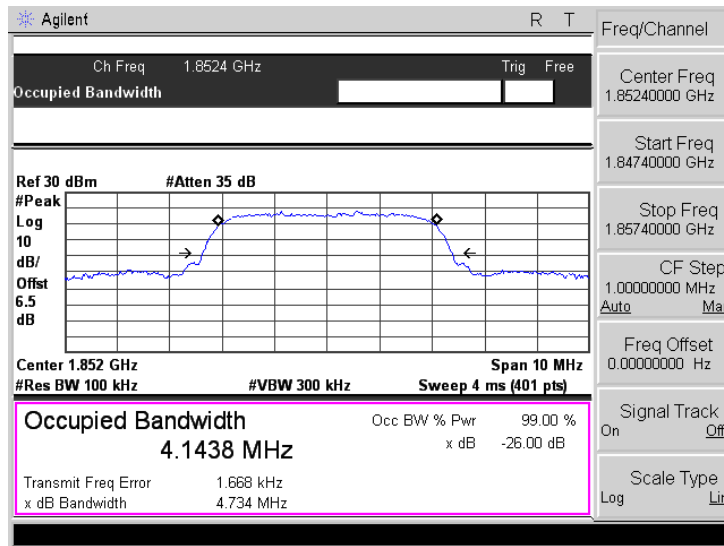 Agilent R T
Ch Freq 1.8524 GHz Trig Free
Occupied Bandwidth
Ref 30 dBm #Atten 35 dB
#Peak
Log
10
dB/
Offst
6.5
dB
Center 1.852 GHz Span 10 MHz
#Res BW 100 kHz #VBW 300 kHz Sweep 4 ms (401 pts)
Occupied Bandwidth Occ BW % Pwr 99.00 %
4.1438 MHz x dB -26.00 dB
Transmit Freq Error 1.668 kHz
x dB Bandwidth 4.734 MHz
Freq/Channel
Center Freq
1.85240000 GHz
Start Freq
1.84740000 GHz
Stop Freq
1.85740000 GHz
CF Step
1.00000000 MHz
Auto Ma
Freq Offset
0.00000000 Hz
Signal Track
On Off
Scale Type
Log Lin